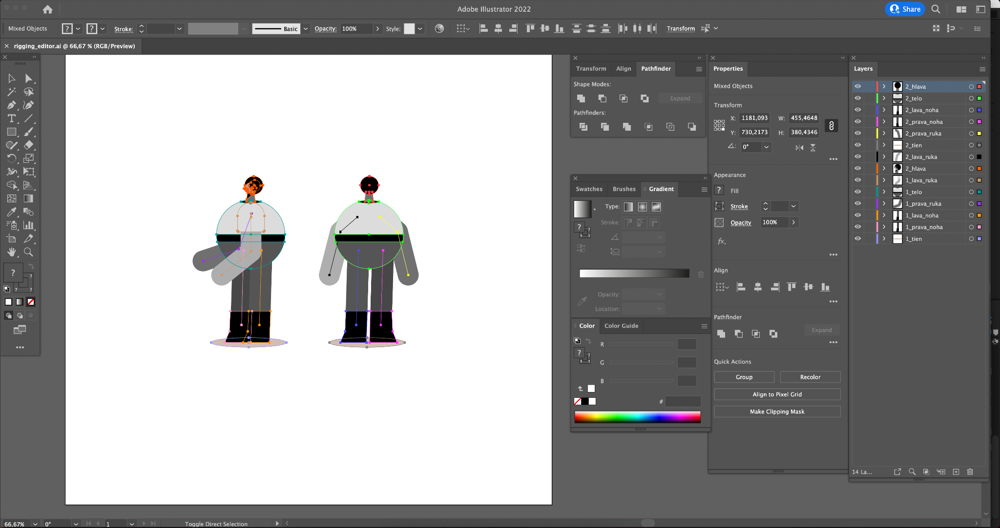 Adobe Illustrator 2022
Share
Mixed Objects
?
?
Stroke:
Basic
Opacity:
100%
Style:
Transform
rigging_editor.ai @ 66,67 % (RGB/Preview)
Transform
Align
Pathfinder
Shape Modes:
Expand
Pathfinders:
Swatches
Brushes
Gradient
Type:
Stroke:
?
?
?
Opacity:
Location:
Color
Color Guide
R
?
?
?
G
B
#
Properties
Mixed Objects
Transform
X:
1181,093
W:
455,4648
Y:
730,2173
H:
380,4346
0°
Appearance
?
Fill
Stroke
Opacity
100%
fx.
Align
Pathfinder
Expand
Quick Actions
Group
Recolor
Align to Pixel Grid
Make Clipping Mask
Layers
2_hlava
2_telo
2_lava_noha
2_prava_noha
2_prava_ruka
2_tien
2_lava_ruka
2_hlava
1_lava_ruka
1_telo
1_prava_ruka
1_lava_noha
1_prava_noha
1_tien
14 La...
?
?
?
?
66,67%
0°
1
Toggle Direct Selection